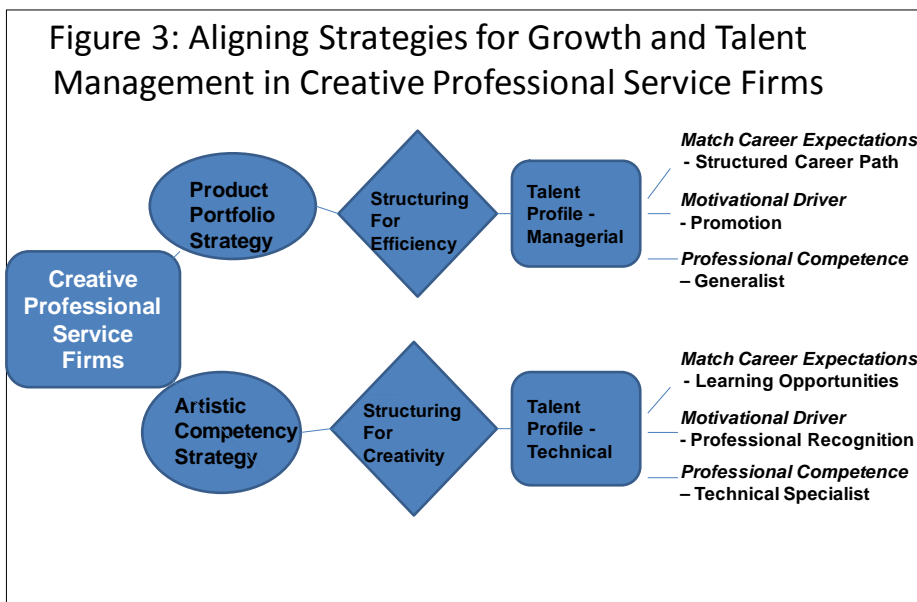 Figure 3: Aligning Strategies for Growth and Talent
Management in Creative Professional Service Firms
Creative
Professional
Service
Firms
Product
Portfolio
Strategy
Structuring
For
Efficiency
Talent
Profile -
Managerial
Match Career Expectations
- Structured Career Path
Motivational Driver
- Promotion
Professional Competence
– Generalist
Artistic
Competency
Strategy
Structuring
For
Creativity
Talent
Profile -
Technical
Match Career Expectations
- Learning Opportunities
Motivational Driver
- Professional Recognition
Professional Competence
– Technical Specialist